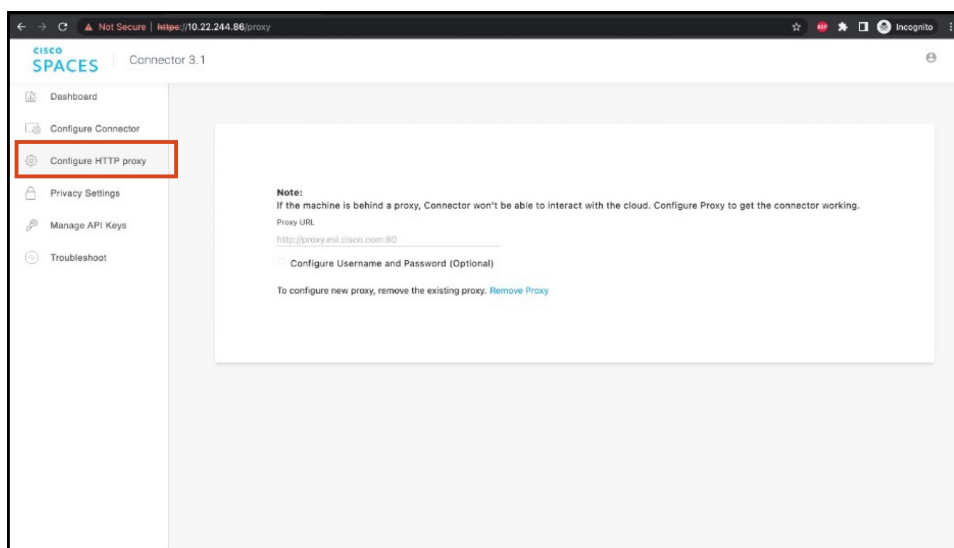 Not Secure | https://10.22.244.86/proxy
Incognito
CISCO
SPACES
Connector 3.1
Dashboard
Configure Connector
Configure HTTP proxy
Privacy Settings
Manage API Keys
Troubleshoot
Note:
If the machine is behind a proxy, Connector won't be able to interact with the cloud. Configure Proxy to get the connector working.
Proxy URL
http://proxy.esl.cisco.com:80
Configure Username and Password (Optional)
To configure new proxy, remove the existing proxy. Remove Proxy